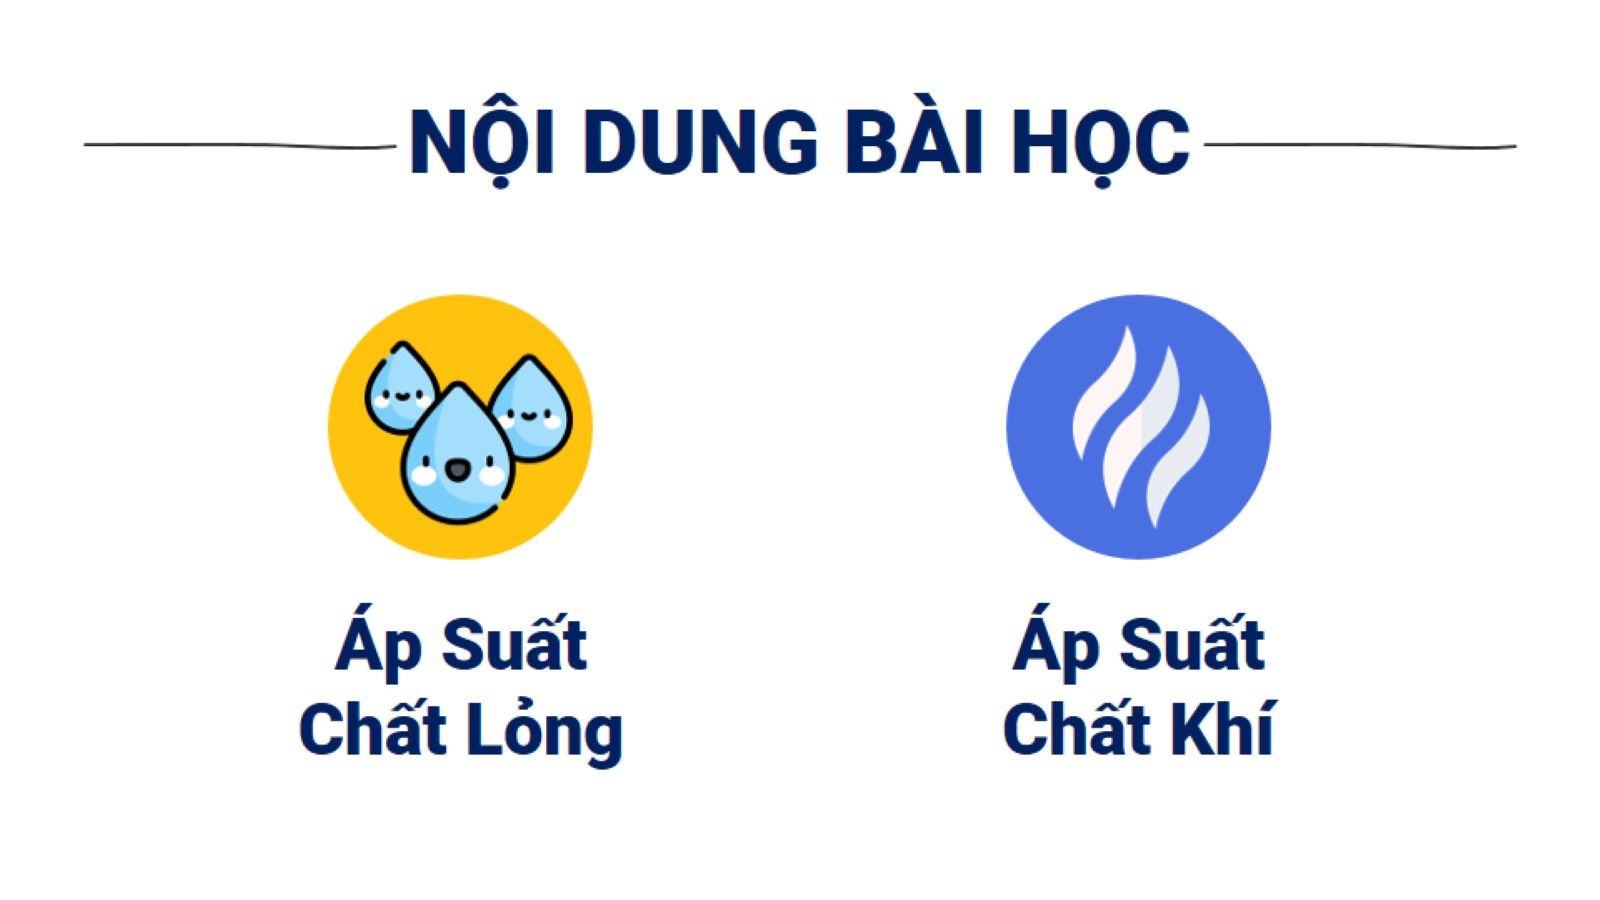 NỘI DUNG BÀI HỌC
Áp Suất
Chất Lỏng
Áp Suất
Chất Khí